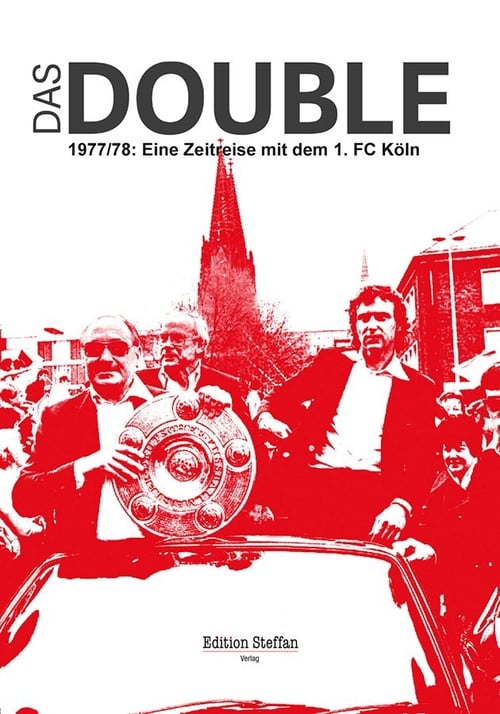 DAS
DOUBLE
1977/78: Eine Zeitreise mit dem 1. FC Köln
Edition Steffan
Verlag